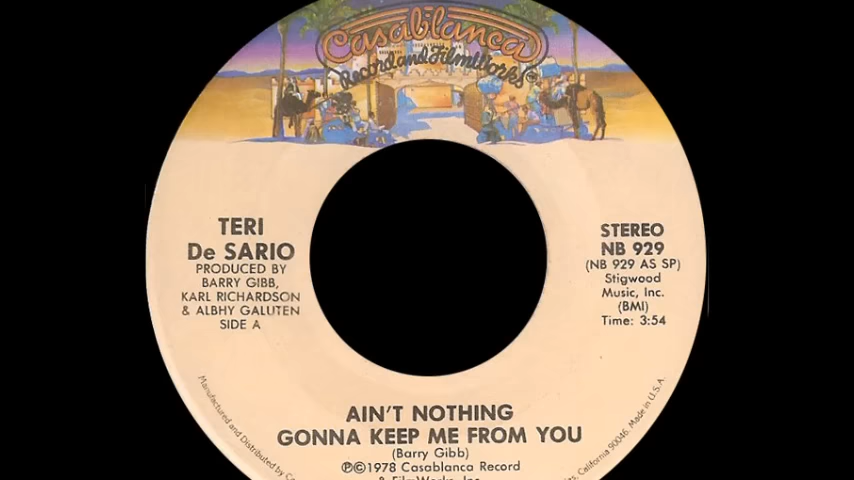 Casablanca
Record and FilmWorks
TERI
De SARIO
PRODUCED BY
BARRY GIBB,
KARL RICHARDSON
& ALBHY GALUTEN
SIDE A
STEREO
NB 929
(NB 929 AS SP)
Stigwood
Music, Inc.
(BMI)
Time: 3:54
AIN'T NOTHING
GONNA KEEP ME FROM YOU
(Barry Gibb)
℗©1978 Casablanca Record
& FilmWorks, Inc.
Manufactured and Distributed by
California 90046. Made in U.S.A.